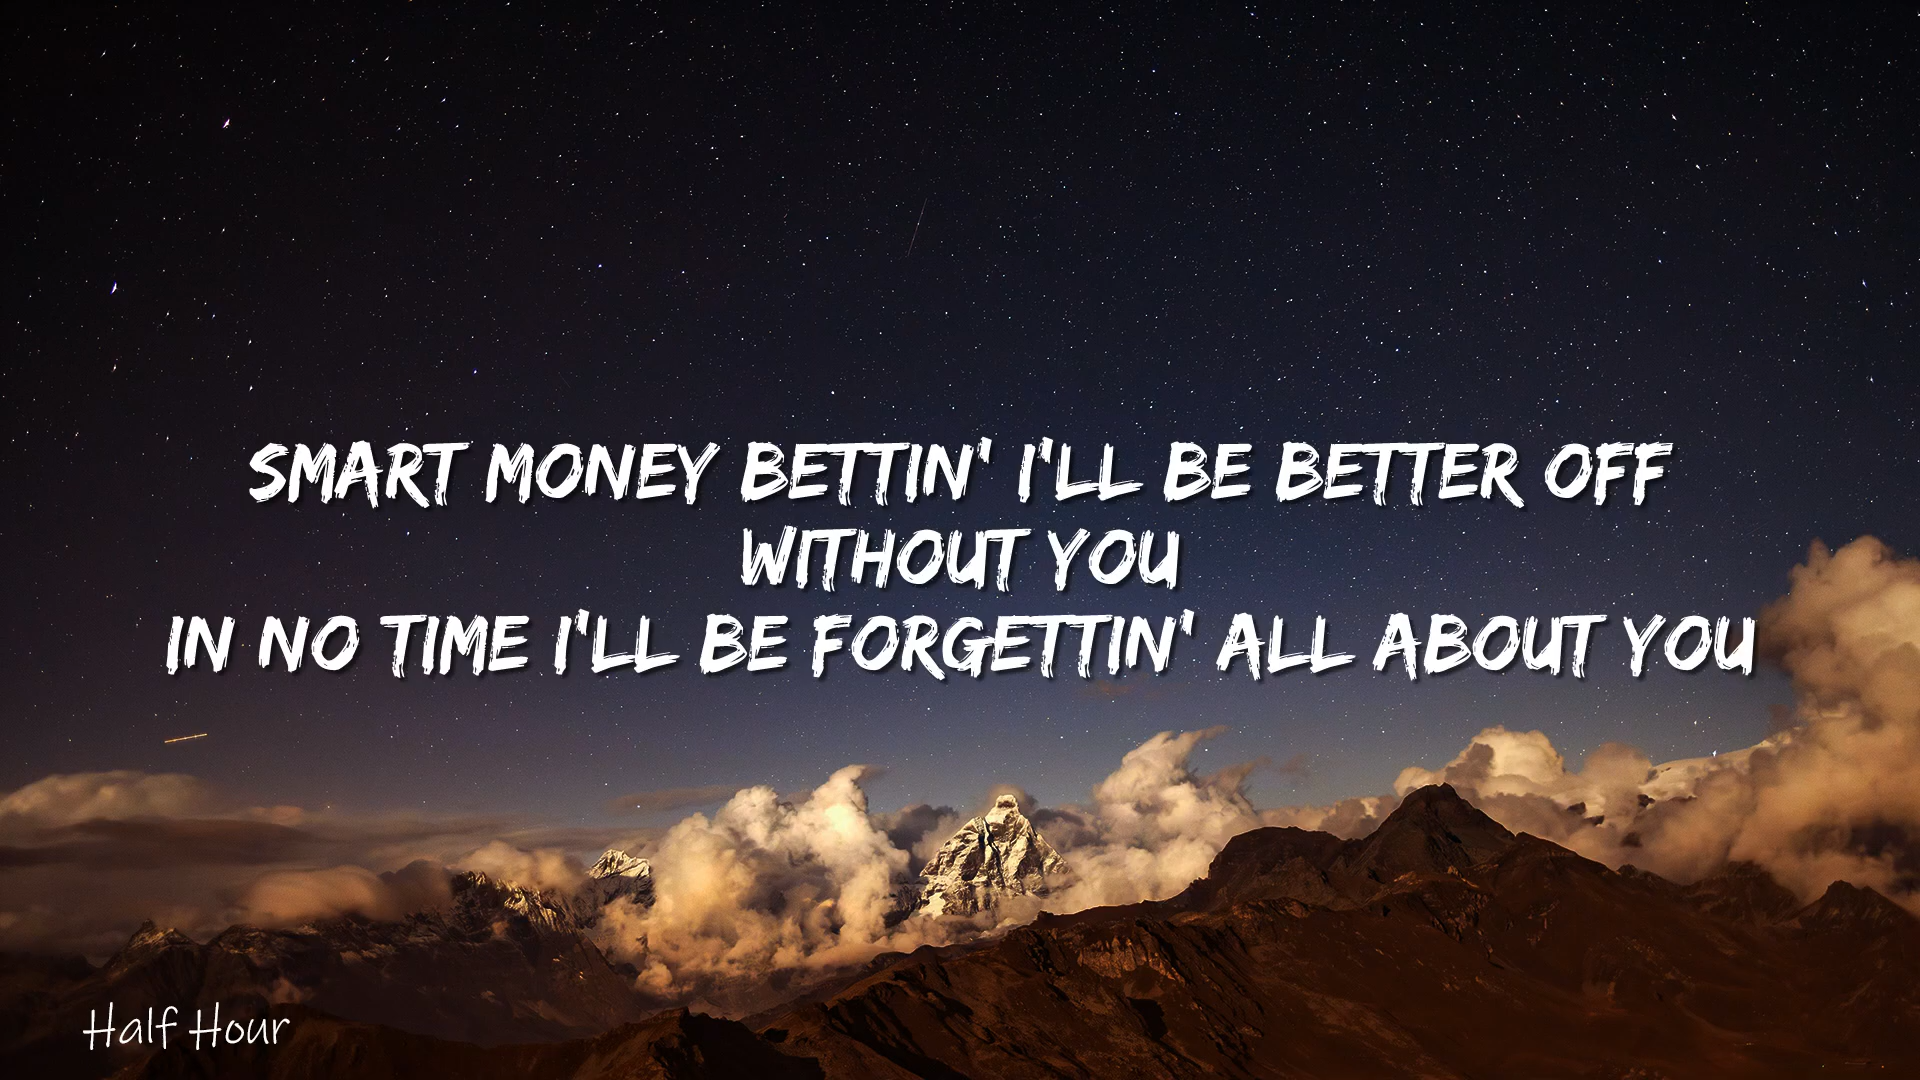 SMART MONEY BETTIN' I'LL BE BETTER OFF
WITHOUT YOU
IN NO TIME I'LL BE FORGETTIN' ALL ABOUT YOU
Half Hour